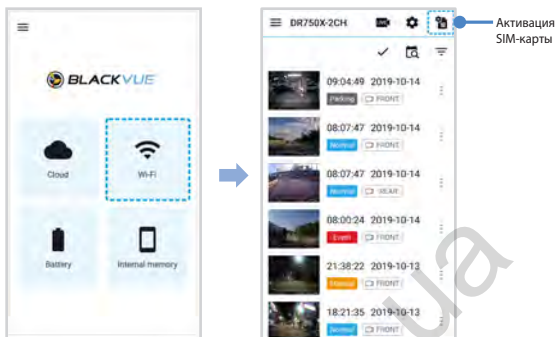 BLACKVUE
Cloud
Wi-Fi
Battery
Internal memory
DR750X-2CH
Активация
SIM-карты
09:04:49 2019-10-14
Parking FRONT
08:07:47 2019-10-14
Normal FRONT
08:07:47 2019-10-14
Normal REAR
08:00:24 2019-10-14
Event FRONT
21:38:22 2019-10-13
Manual FRONT
18:21:35 2019-10-13
Normal FRONT
ua